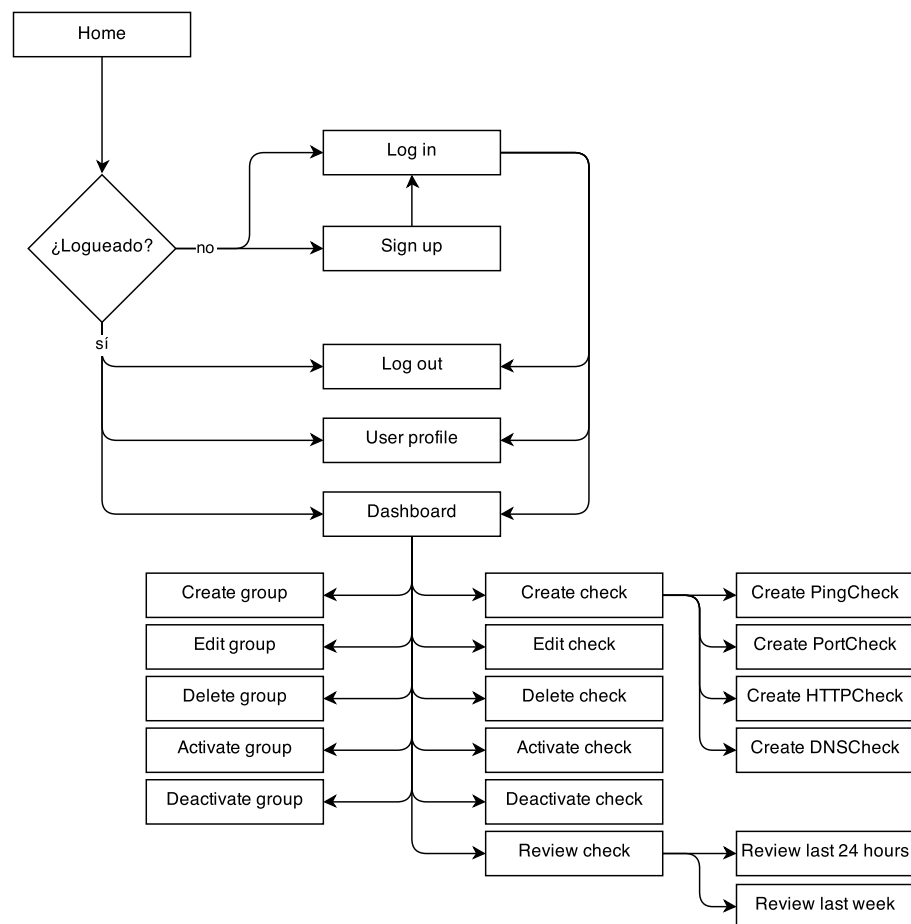 Home
Log in
¿Logueado?
no
Sign up
sí
Log out
User profile
Dashboard
Create group
Create check
Create PingCheck
Edit group
Edit check
Create PortCheck
Delete group
Delete check
Create HTTPCheck
Activate group
Activate check
Create DNSCheck
Deactivate group
Deactivate check
Review check
Review last 24 hours
Review last week